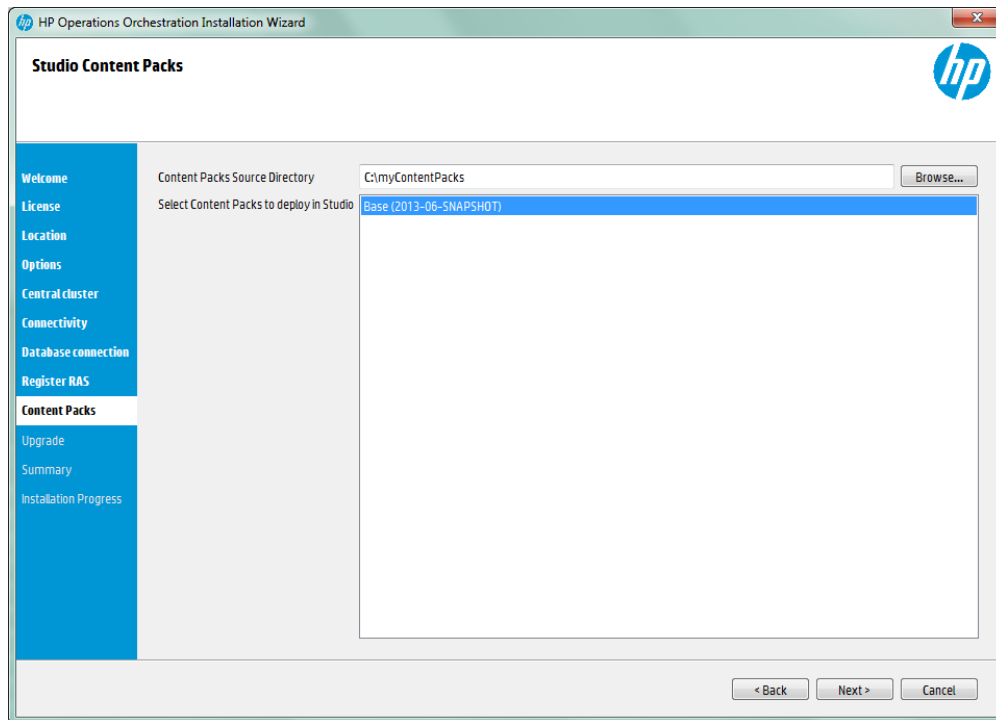 HP Operations Orchestration Installation Wizard
Studio Content Packs
hp
Welcome
License
Location
Options
Central cluster
Connectivity
Database connection
Register RAS
Content Packs
Upgrade
Summary
Installation Progress
Content Packs Source Directory
C:\myContentPacks
Browse...
Select Content Packs to deploy in Studio
Base (2013-06-SNAPSHOT)
< Back
Next >
Cancel